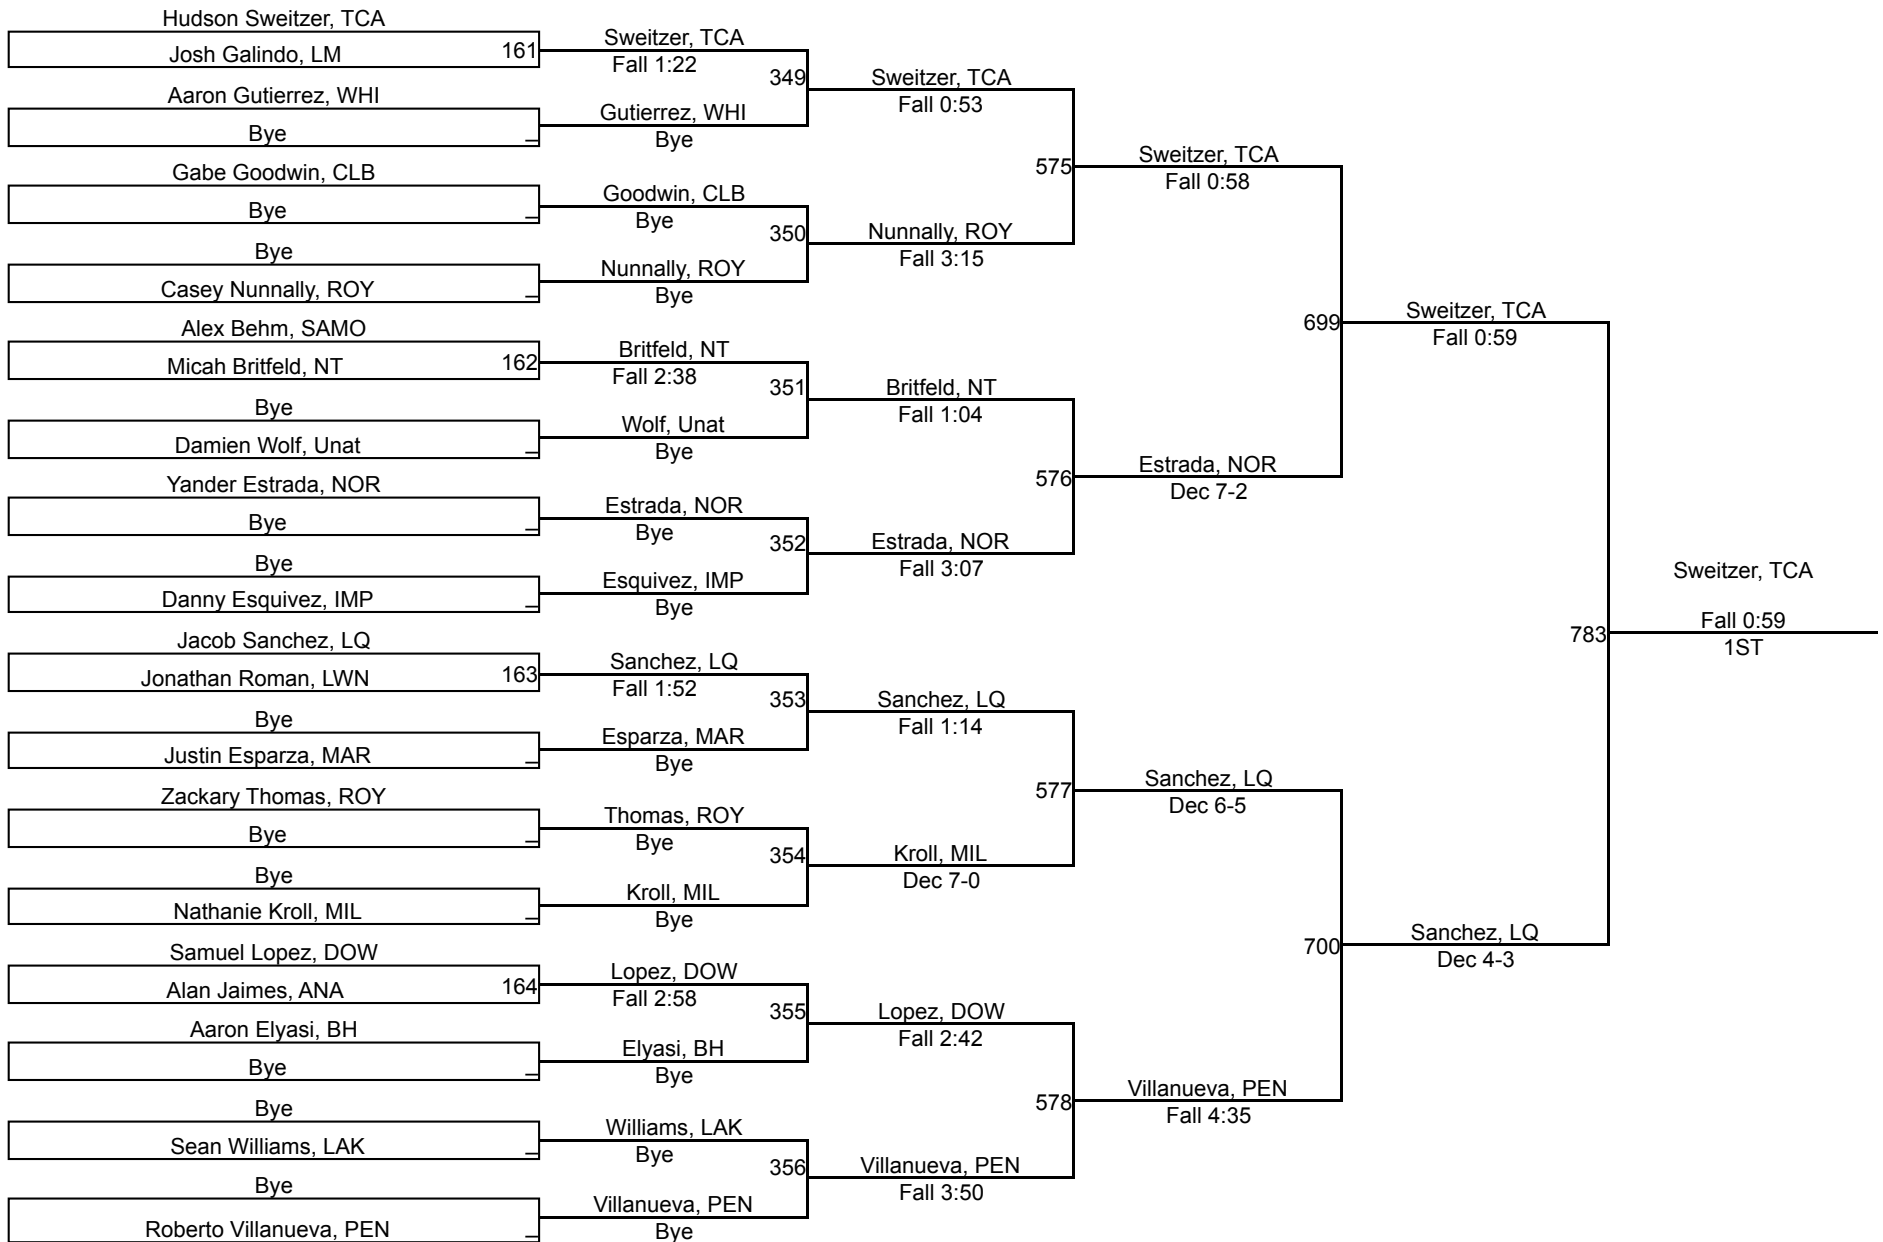 Hudson Sweitzer, TCA
Josh Galindo, LM
161
Aaron Gutierrez, WHI
Bye
_
Gabe Goodwin, CLB
Bye
_
Bye
Casey Nunnally, ROY
_
Alex Behm, SAMO
Micah Britfeld, NT
162
Bye
Damien Wolf, Unat
_
Yander Estrada, NOR
Bye
_
Bye
Danny Esquivez, IMP
_
Jacob Sanchez, LQ
Jonathan Roman, LWN
163
Bye
Justin Esparza, MAR
_
Zackary Thomas, ROY
Bye
_
Bye
Nathanie Kroll, MIL
_
Samuel Lopez, DOW
Alan Jaimes, ANA
164
Aaron Elyasi, BH
Bye
_
Bye
Sean Williams, LAK
_
Bye
Roberto Villanueva, PEN
_
Sweitzer, TCA
Fall 1:22
349
Gutierrez, WHI
Bye
Goodwin, CLB
Bye
350
Nunnally, ROY
Bye
Britfeld, NT
Fall 2:38
351
Wolf, Unat
Bye
Estrada, NOR
Bye
352
Esquivez, IMP
Bye
Sanchez, LQ
Fall 1:52
353
Esparza, MAR
Bye
Thomas, ROY
Bye
354
Kroll, MIL
Bye
Lopez, DOW
Fall 2:58
355
Elyasi, BH
Bye
Williams, LAK
Bye
356
Villanueva, PEN
Bye
Sweitzer, TCA
Fall 0:53
575
Nunnally, ROY
Fall 3:15
Britfeld, NT
Fall 1:04
576
Estrada, NOR
Fall 3:07
Sanchez, LQ
Fall 1:14
577
Kroll, MIL
Dec 7-0
Lopez, DOW
Fall 2:42
578
Villanueva, PEN
Fall 3:50
Sweitzer, TCA
Fall 0:58
699
Estrada, NOR
Dec 7-2
Sanchez, LQ
Dec 6-5
700
Villanueva, PEN
Fall 4:35
Sweitzer, TCA
Fall 0:59
783
Sanchez, LQ
Dec 4-3
Sweitzer, TCA
Fall 0:59
1ST